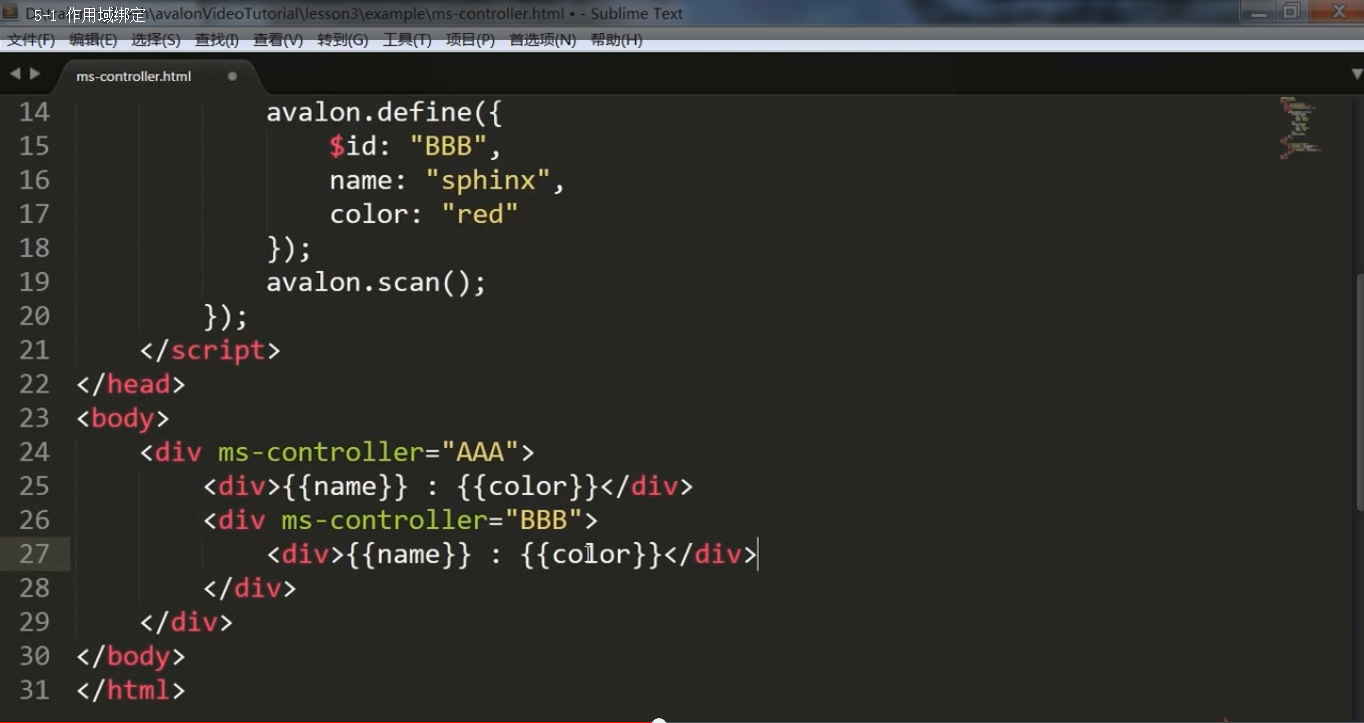 5-1 作用域绑定
\avalonVideoTutorial\lesson3\example\ms-controller.html • - Sublime Text
文件(F) 编辑(E) 选择(S) 查找(I) 查看(V) 转到(G) 工具(T) 项目(P) 首选项(N) 帮助(H)
ms-controller.html
14 avalon.define({
15 $id: "BBB",
16 name: "sphinx",
17 color: "red"
18 });
19 avalon.scan();
20 });
21 </script>
22 </head>
23 <body>
24 <div ms-controller="AAA">
25 <div>{{name}} : {{color}}</div>
26 <div ms-controller="BBB">
27 <div>{{name}} : {{color}}</div>
28 </div>
29 </div>
30 </body>
31 </html>